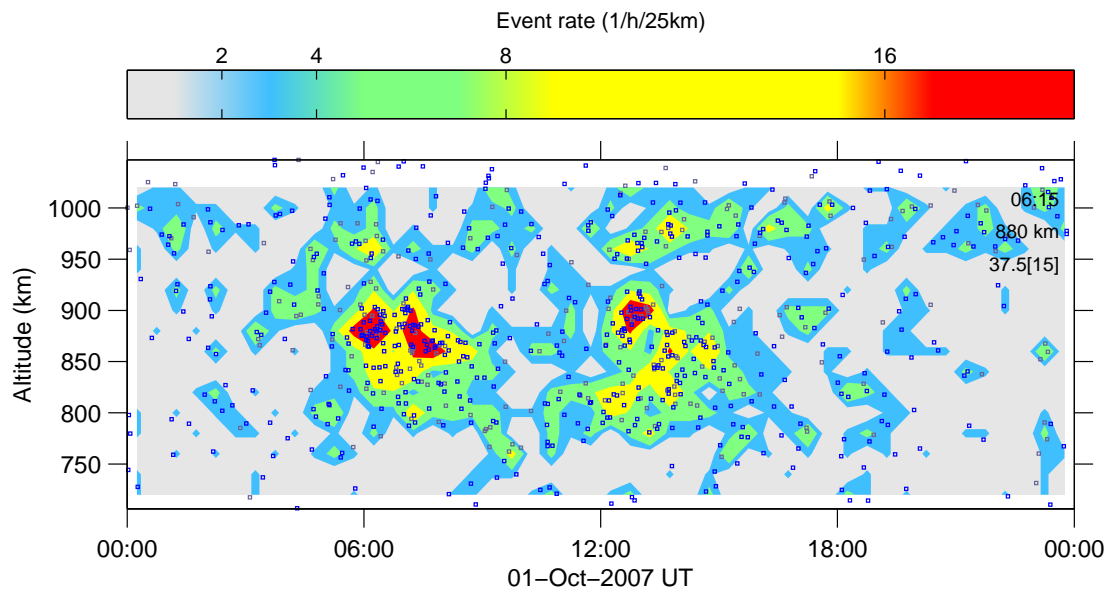 Event rate (1/h/25km)
2 4 8 16
Altitude (km)
1000
950
900
850
800
750
06:15
880 km
37.5[15]
00:00 06:00 12:00 18:00 00:00
01−Oct−2007 UT